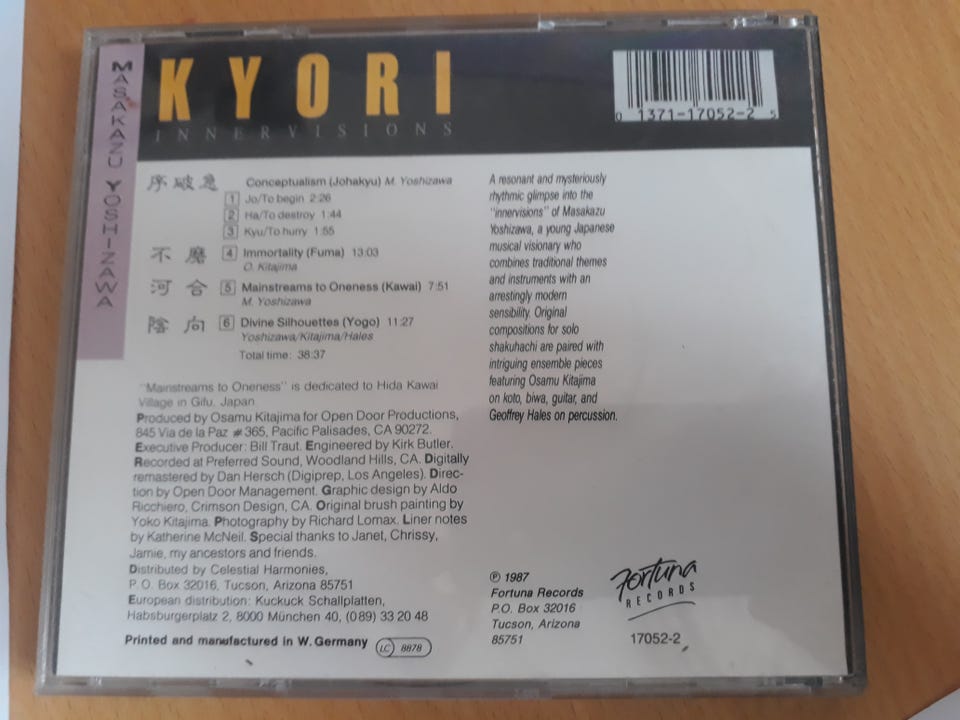 MASAKAZU YOSHIZAWA
KYORI
INNERVISIONS
0 1371-17052-2 5
序破急 Conceptualism (Johakyu) M. Yoshizawa
1 Jo/To begin 2:26
2 Ha/To destroy 1:44
3 Kyu/To hurry 1:55
不磨 4 Immortality (Fuma) 13:03
O. Kitajima
河合 5 Mainstreams to Oneness (Kawai) 7:51
M. Yoshizawa
陰向 6 Divine Silhouettes (Yogo) 11:27
Yoshizawa/Kitajima/Hales
Total time: 38:37
"Mainstreams to Oneness" is dedicated to Hida Kawai
Village in Gifu, Japan
Produced by Osamu Kitajima for Open Door Productions,
845 Via de la Paz #365, Pacific Palisades, CA 90272.
Executive Producer: Bill Traut. Engineered by Kirk Butler.
Recorded at Preferred Sound, Woodland Hills, CA. Digitally
remastered by Dan Hersch (Digiprep, Los Angeles). Direc-
tion by Open Door Management. Graphic design by Aldo
Ricchiero, Crimson Design, CA. Original brush painting by
Yoko Kitajima. Photography by Richard Lomax. Liner notes
by Katherine McNeil. Special thanks to Janet, Chrissy,
Jamie, my ancestors and friends.
Distributed by Celestial Harmonies,
P.O. Box 32016, Tucson, Arizona 85751
European distribution: Kuckuck Schallplatten,
Habsburgerplatz 2, 8000 München 40, (089) 33 20 48
Printed and manufactured in W. Germany LC 8878
A resonant and mysteriously
rhythmic glimpse into the
"innervisions" of Masakazu
Yoshizawa, a young Japanese
musical visionary who
combines traditional themes
and instruments with an
arrestingly modern
sensibility. Original
compositions for solo
shakuhachi are paired with
intriguing ensemble pieces
featuring Osamu Kitajima
on koto, biwa, guitar, and
Geoffrey Hales on percussion.
℗ 1987
Fortuna Records
P.O. Box 32016
Tucson, Arizona
85751
Fortuna
RECORDS
17052-2